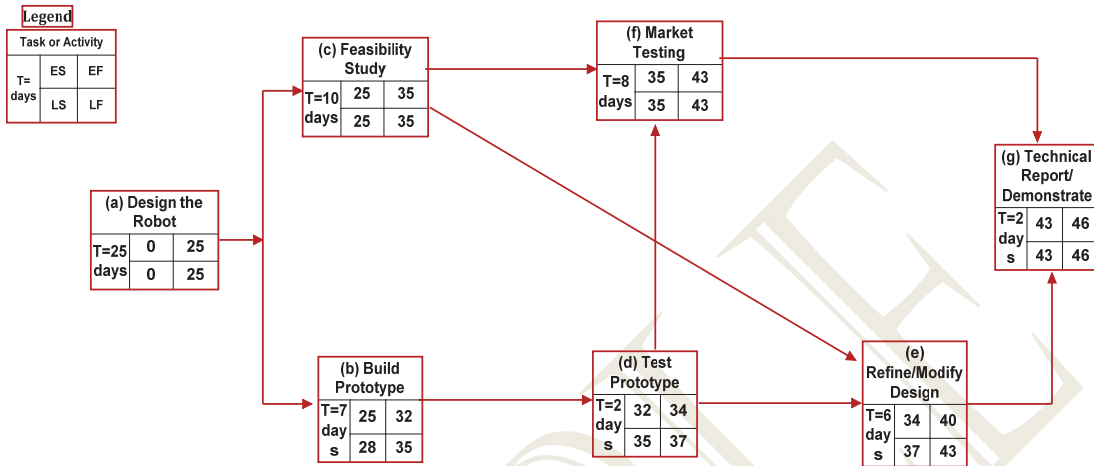 Legend
Task or Activity
T=
days
ES EF
LS LF
(c) Feasibility
Study
T=10
days
25 35
25 35
(f) Market
Testing
T=8
days
35 43
35 43
(a) Design the
Robot
T=25
days
0 25
0 25
(g) Technical
Report/
Demonstrate
T=2
day
s
43 46
43 46
(b) Build
Prototype
T=7
day
s
25 32
28 35
(d) Test
Prototype
T=2
day
s
32 34
35 37
(e)
Refine/Modify
Design
T=6
day
s
34 40
37 43